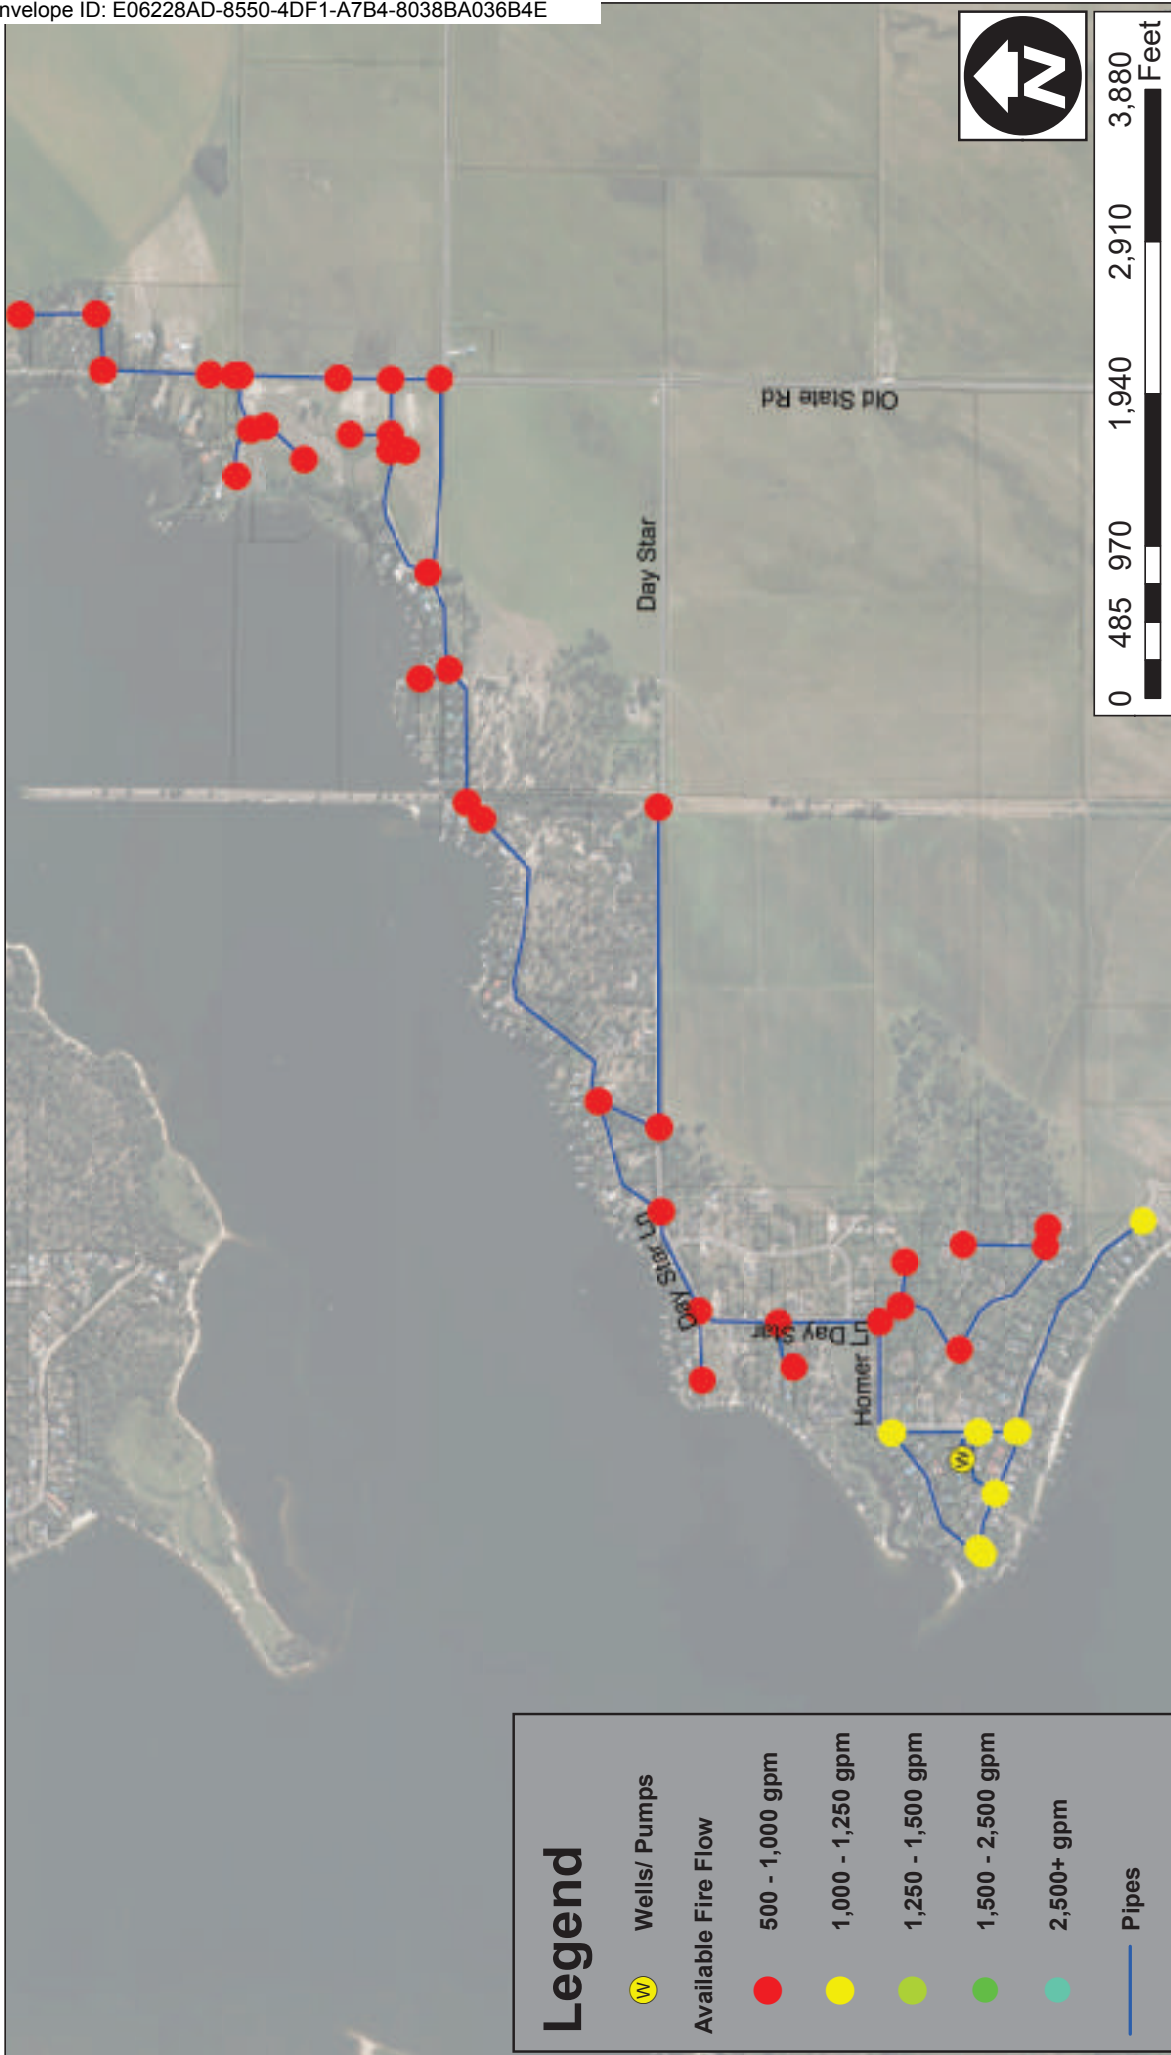 nvelope ID: E06228AD-8550-4DF1-A7B4-8038BA036B4E
N
0 485 970 1,940 2,910 3,880
Feet
Old State Rd
Day Star
Day Star Ln
Day Star
Homer Ln
W
Legend
W Wells/ Pumps
Available Fire Flow
500 - 1,000 gpm
1,000 - 1,250 gpm
1,250 - 1,500 gpm
1,500 - 2,500 gpm
2,500+ gpm
Pipes